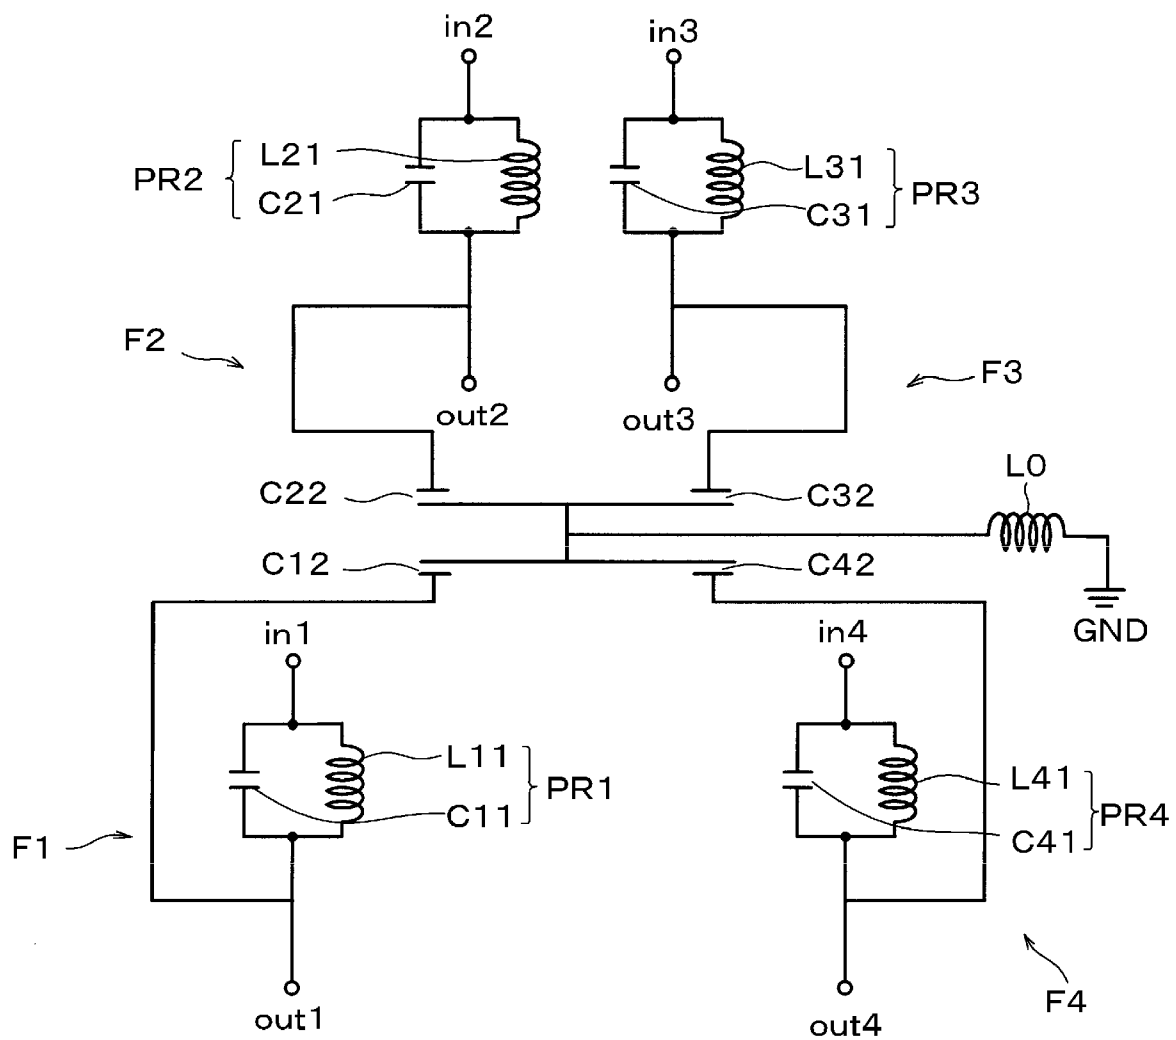 in2
in3
PR2
L21
C21
L31
C31
PR3
F2
F3
out2
out3
L0
C22
C32
C12
C42
GND
in1
in4
L11
C11
PR1
L41
C41
PR4
F1
F4
out1
out4